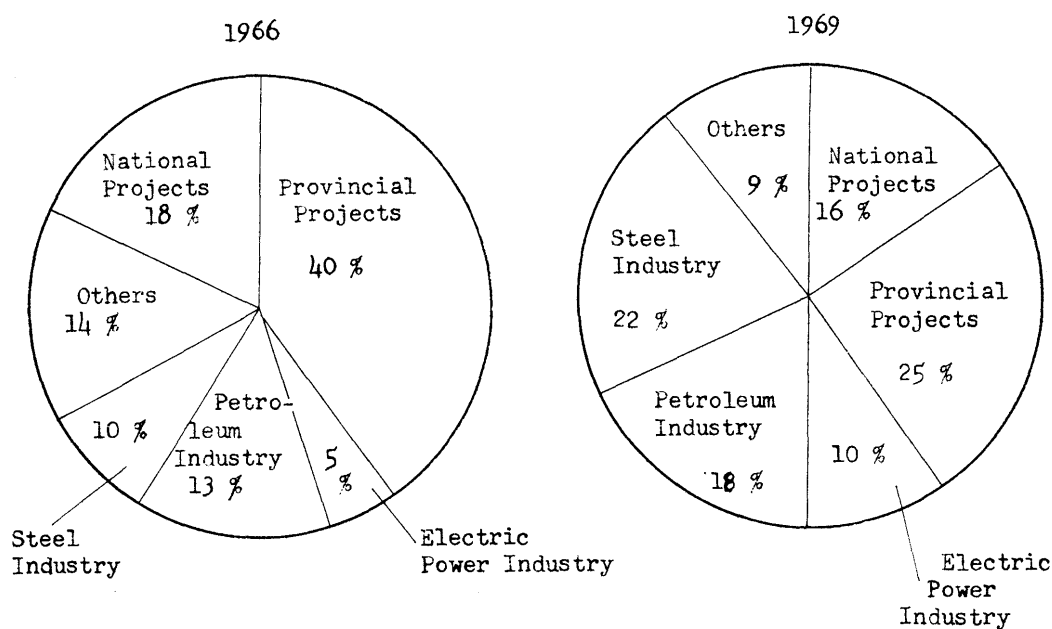 1966
National
Projects
18 %
Provincial
Projects
40 %
Others
14 %
10 %
Petro-
leum
Industry
13 %
5
%
Steel
Industry
Electric
Power Industry
1969
Others
9 %
National
Projects
16 %
Steel
Industry
22 %
Provincial
Projects
25 %
Petroleum
Industry
18 %
10 %
Electric
Power
Industry